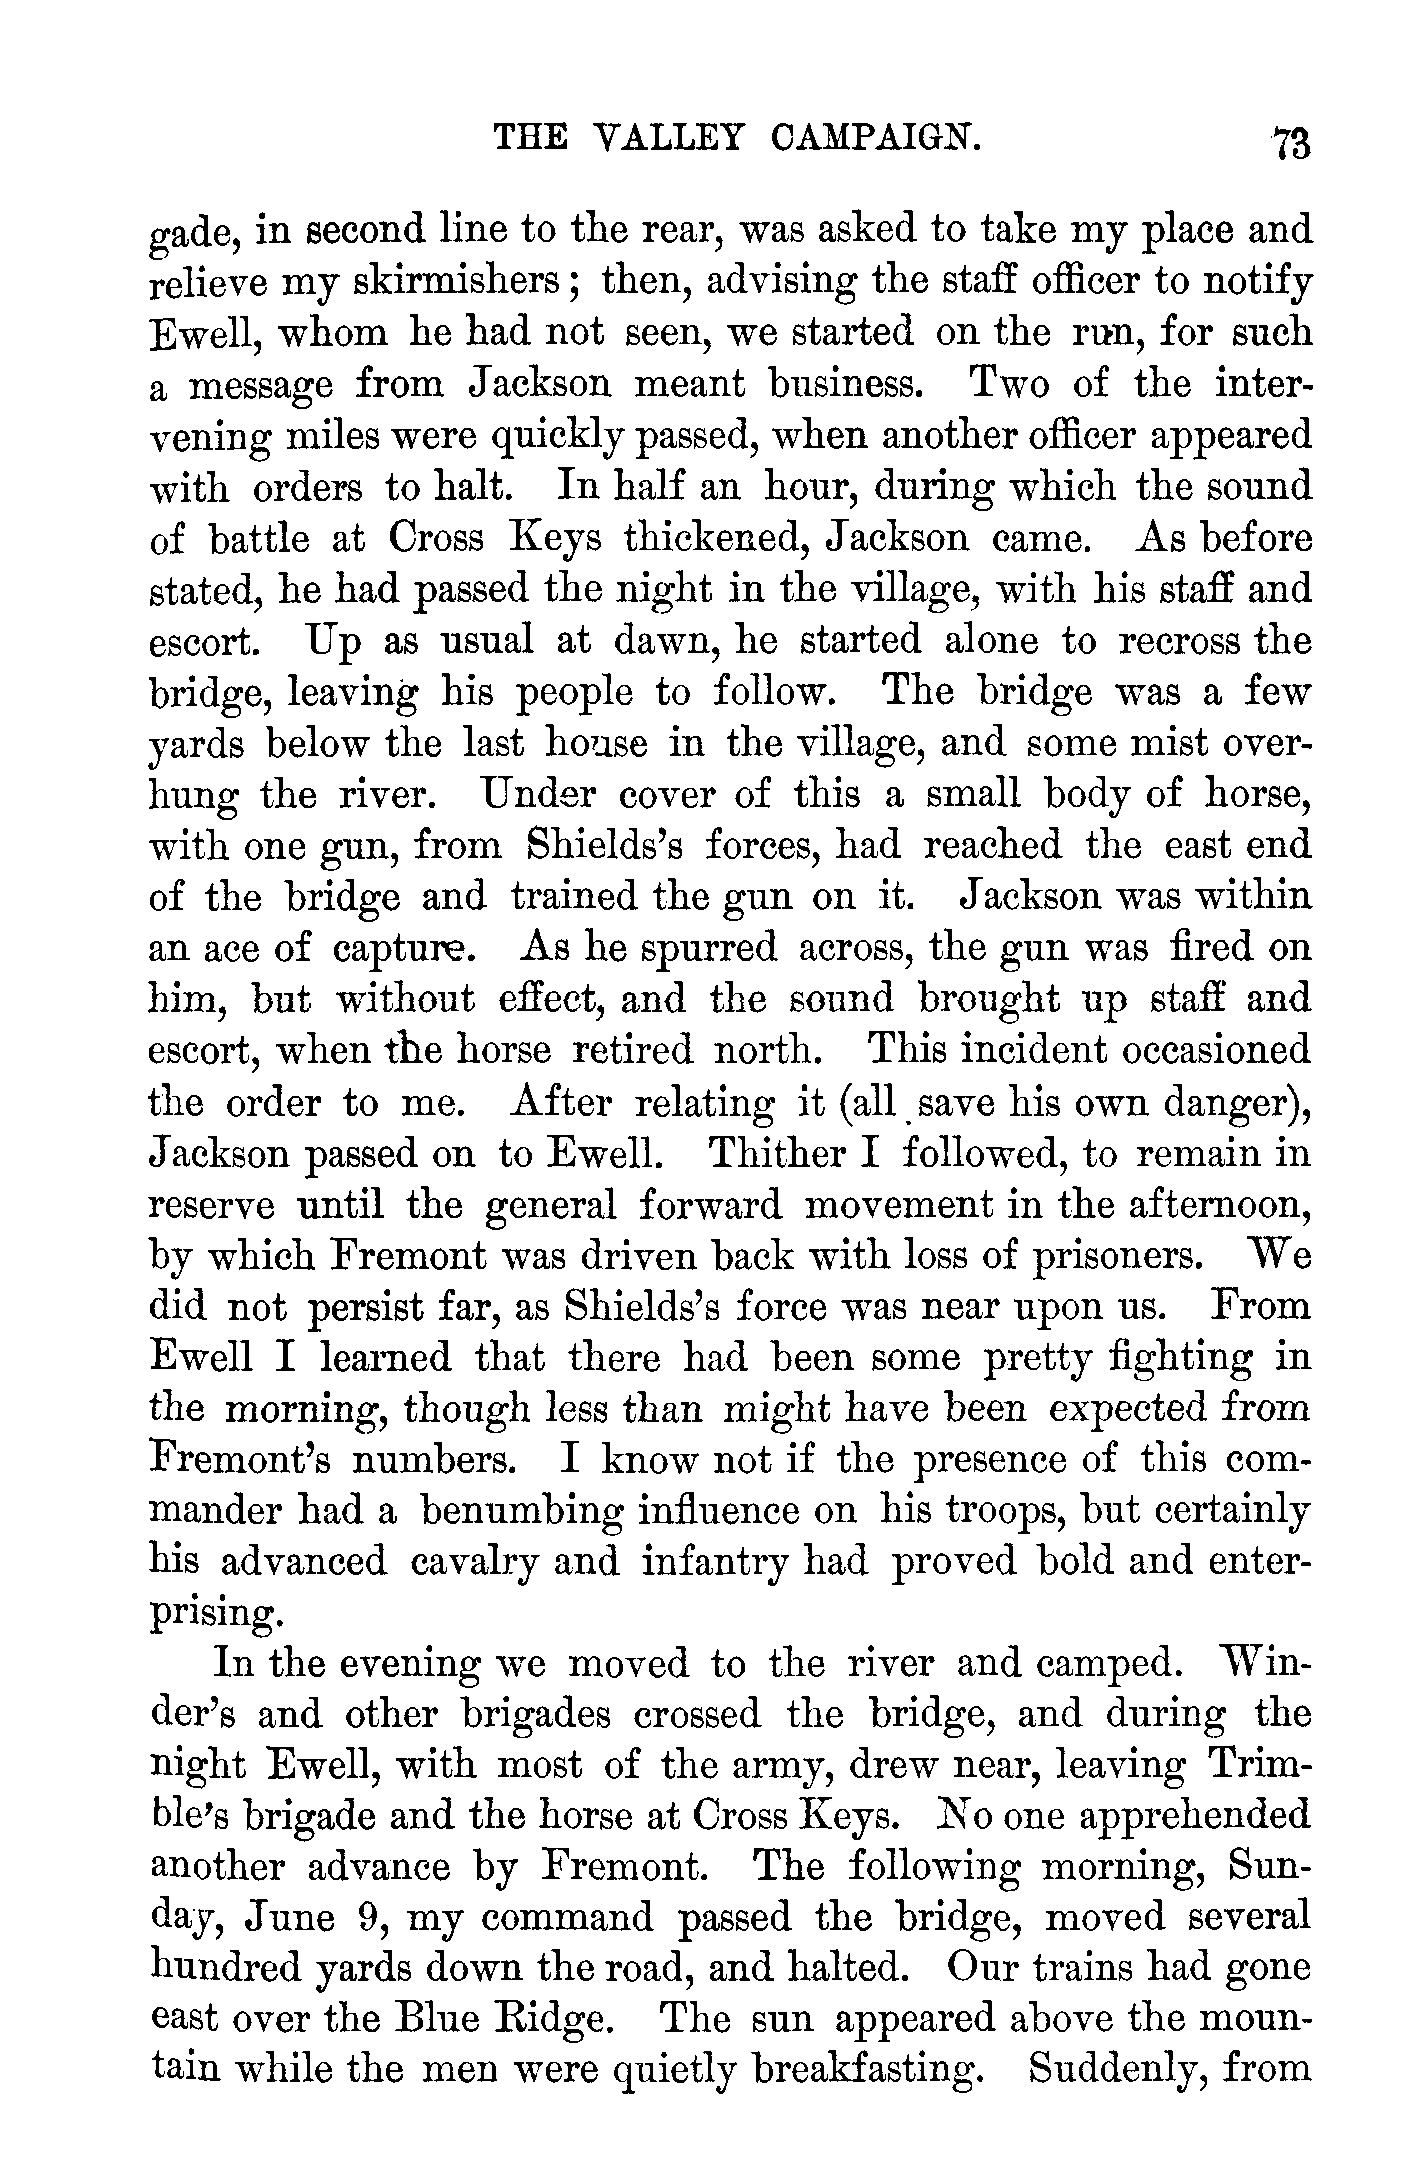 THE VALLEY CAMPAIGN. 73
gade, in second line to the rear, was asked to take my place and
relieve my skirmishers; then, advising the staff officer to notify
Ewell, whom he had not seen, we started on the run, for such
a message from Jackson meant business. Two of the inter-
vening miles were quickly passed, when another officer appeared
with orders to halt. In half an hour, during which the sound
of battle at Cross Keys thickened, Jackson came. As before
stated, he had passed the night in the village, with his staff and
escort. Up as usual at dawn, he started alone to recross the
bridge, leaving his people to follow. The bridge was a few
yards below the last house in the village, and some mist over-
hung the river. Under cover of this a small body of horse,
with one gun, from Shields's forces, had reached the east end
of the bridge and trained the gun on it. Jackson was within
an ace of capture. As he spurred across, the gun was fired on
him, but without effect, and the sound brought up staff and
escort, when the horse retired north. This incident occasioned
the order to me. After relating it (all save his own danger),
Jackson passed on to Ewell. Thither I followed, to remain in
reserve until the general forward movement in the afternoon,
by which Fremont was driven back with loss of prisoners. We
did not persist far, as Shields's force was near upon us. From
Ewell I learned that there had been some pretty fighting in
the morning, though less than might have been expected from
Fremont's numbers. I know not if the presence of this com-
mander had a benumbing influence on his troops, but certainly
his advanced cavalry and infantry had proved bold and enter-
prising.
In the evening we moved to the river and camped. Win-
der's and other brigades crossed the bridge, and during the
night Ewell, with most of the army, drew near, leaving Trim-
ble's brigade and the horse at Cross Keys. No one apprehended
another advance by Fremont. The following morning, Sun-
day, June 9, my command passed the bridge, moved several
hundred yards down the road, and halted. Our trains had gone
east over the Blue Ridge. The sun appeared above the moun-
tain while the men were quietly breakfasting. Suddenly, from